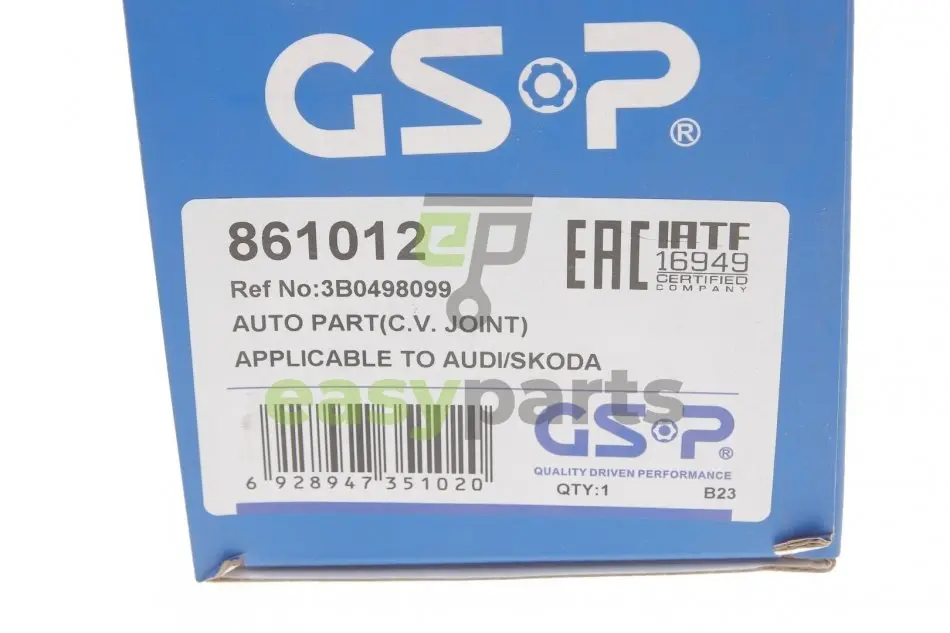 GSP®
861012
EAC
IATF
16949
CERTIFIED
COMPANY
Ref No:3B0498099
AUTO PART(C.V. JOINT)
APPLICABLE TO AUDI/SKODA
easyparts
6 928947 351020
GSP®
QUALITY DRIVEN PERFORMANCE
QTY:1
B23